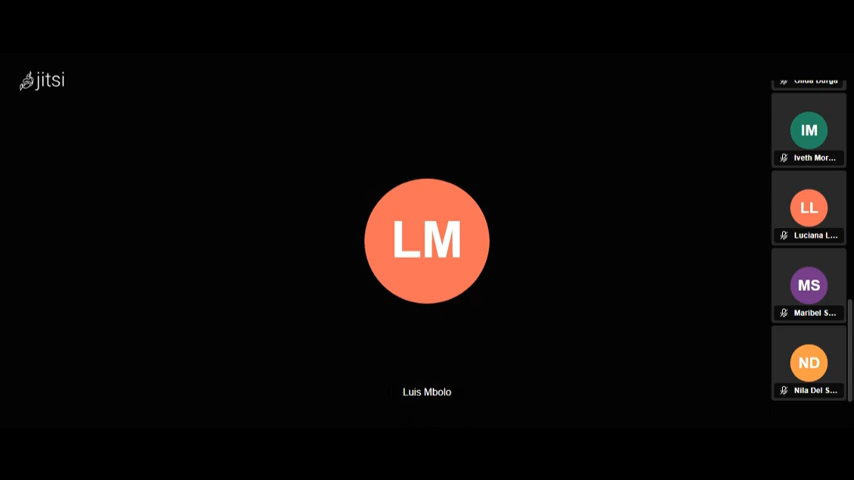 jitsi
IM
Iveth Mor...
LL
Luciana L...
LM
MS
Maribel S...
ND
Nila Del S...
Luis Mbolo